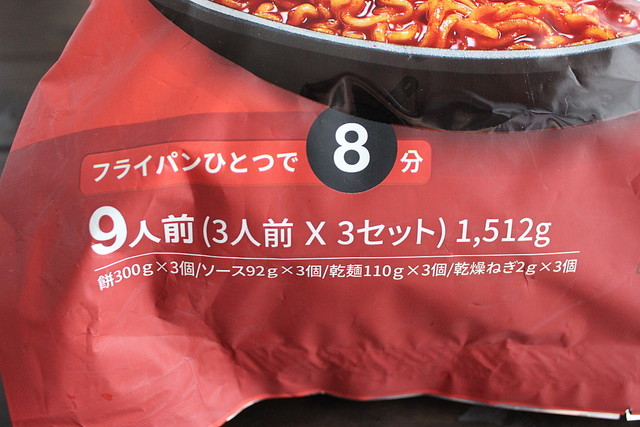 フライパンひとつで 8 分
9人前 (3人前 X 3セット) 1,512g
餅300g×3個/ソース92g×3個/乾麺110g×3個/乾燥ねぎ2g×3個